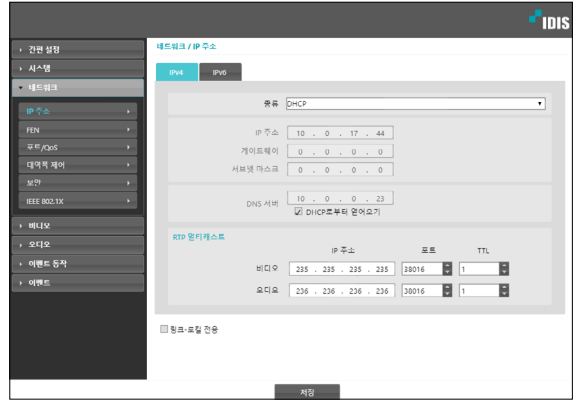 IDIS
간편 설정
시스템
네트워크
IP 주소
FEN
포트/QoS
대역폭 제어
보안
IEEE 802.1X
비디오
오디오
이벤트 동작
이벤트
네트워크 / IP 주소
IPv4 IPv6
종류 DHCP
IP 주소 10 . 0 . 17 . 44
게이트웨이 0 . 0 . 0 . 0
서브넷 마스크 0 . 0 . 0 . 0
DNS 서버 10 . 0 . 0 . 23
DHCP로부터 얻어오기
RTP 멀티캐스트
IP 주소 포트 TTL
비디오 235 . 235 . 235 . 235 38016 1
오디오 236 . 236 . 236 . 236 38016 1
링크-로컬 전용
저장